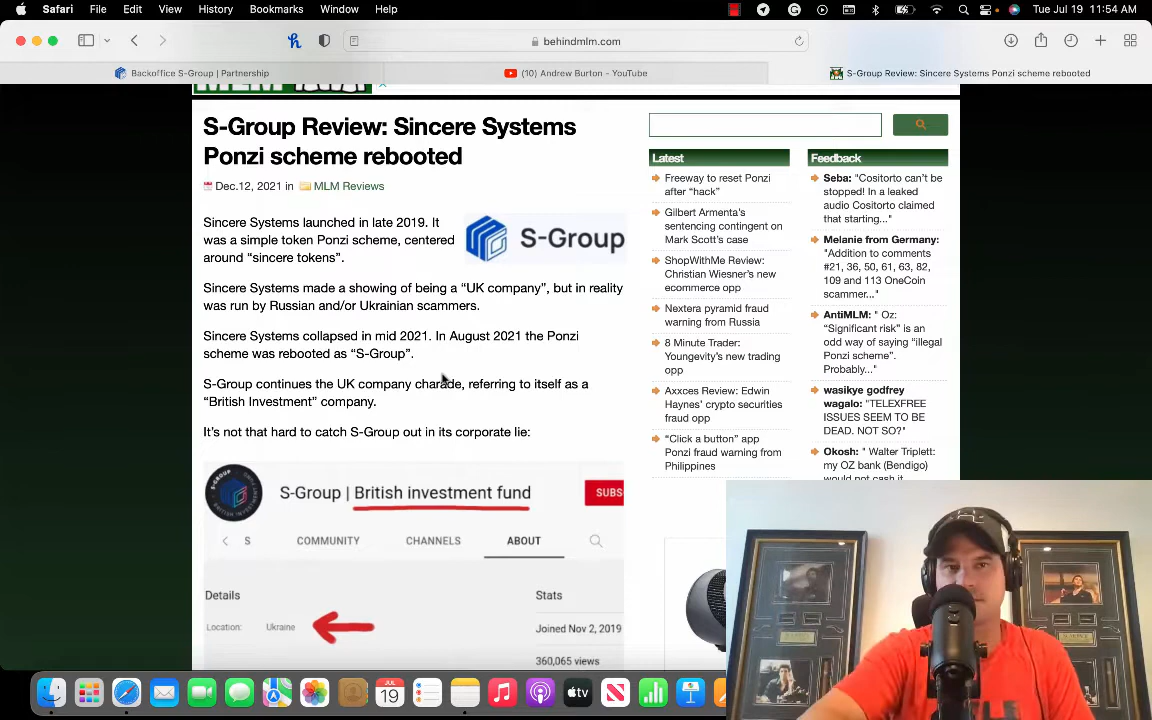 Safari File Edit View History Bookmarks Window Help
Tue Jul 19 11:54 AM
behindmlm.com
Backoffice S-Group | Partnership
(10) Andrew Burton - YouTube
S-Group Review: Sincere Systems Ponzi scheme rebooted
S-Group Review: Sincere Systems
Ponzi scheme rebooted
Dec.12, 2021 in MLM Reviews
Sincere Systems launched in late 2019. It
was a simple token Ponzi scheme, centered
around “sincere tokens”.
S-Group
Sincere Systems made a showing of being a “UK company”, but in reality
was run by Russian and/or Ukrainian scammers.
Sincere Systems collapsed in mid 2021. In August 2021 the Ponzi
scheme was rebooted as “S-Group”.
S-Group continues the UK company charade, referring to itself as a
“British Investment” company.
It’s not that hard to catch S-Group out in its corporate lie:
S-Group | British investment fund
SUBS
S
COMMUNITY
CHANNELS
ABOUT
Details
Stats
Location:
Ukraine
Joined Nov 2, 2019
360,065 views
Latest
Freeway to reset Ponzi
after “hack”
Gilbert Armenta’s
sentencing contingent on
Mark Scott’s case
ShopWithMe Review:
Christian Wiesner’s new
ecommerce opp
Nextera pyramid fraud
warning from Russia
8 Minute Trader:
Youngevity’s new trading
opp
Axxces Review: Edwin
Haynes’ crypto securities
fraud opp
“Click a button” app
Ponzi fraud warning from
Philippines
Feedback
Seba: "Cositorto can’t be
stopped! In a leaked
audio Cositorto claimed
that starting..."
Melanie from Germany:
"Addition to comments
#21, 36, 50, 61, 63, 82,
109 and 113 OneCoin
scammer..."
AntiMLM: " Oz:
“Significant risk” is an
odd way of saying “illegal
Ponzi scheme”.
Probably..."
wasikye godfrey
wagalo: "TELEXFREE
ISSUES SEEM TO BE
DEAD. NOT SO?"
Okosh: " Walter Triplett:
my OZ bank (Bendigo)
would not cash it
JUL
19
tv